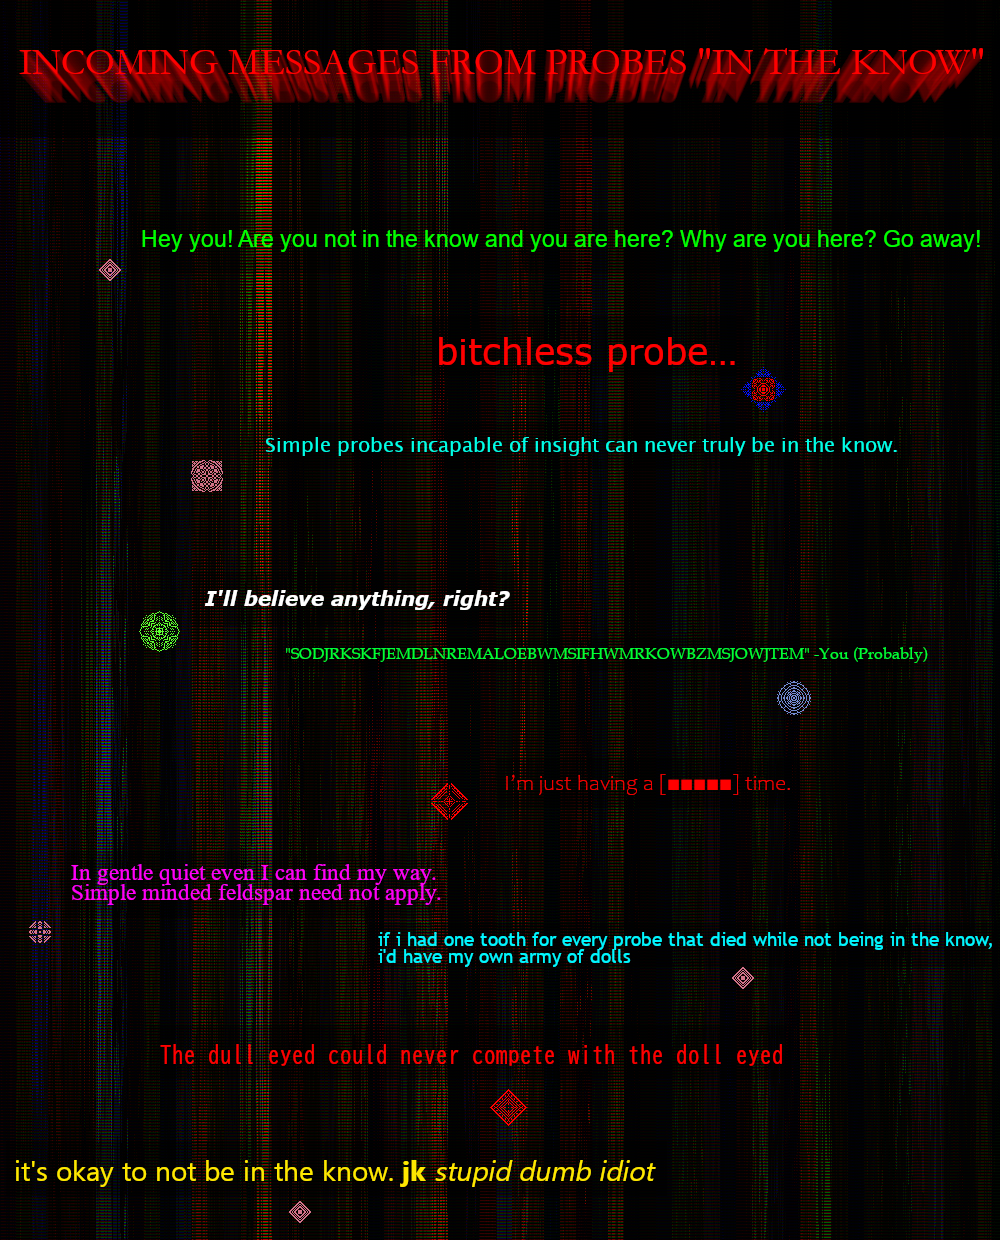 INCOMING MESSAGES FROM PROBES "IN THE KNOW"
Hey you! Are you not in the know and you are here? Why are you here? Go away!
bitchless probe...
Simple probes incapable of insight can never truly be in the know.
I'll believe anything, right?
"SODJRKSKFJEMDLNREMALOEBWMSIFHWMRKOWBZMSJOWJTEM" -You (Probably)
I'm just having a [■■■■■] time.
In gentle quiet even I can find my way.
Simple minded feldspar need not apply.
if i had one tooth for every probe that died while not being in the know,
i'd have my own army of dolls
The dull eyed could never compete with the doll eyed
it's okay to not be in the know. jk stupid dumb idiot